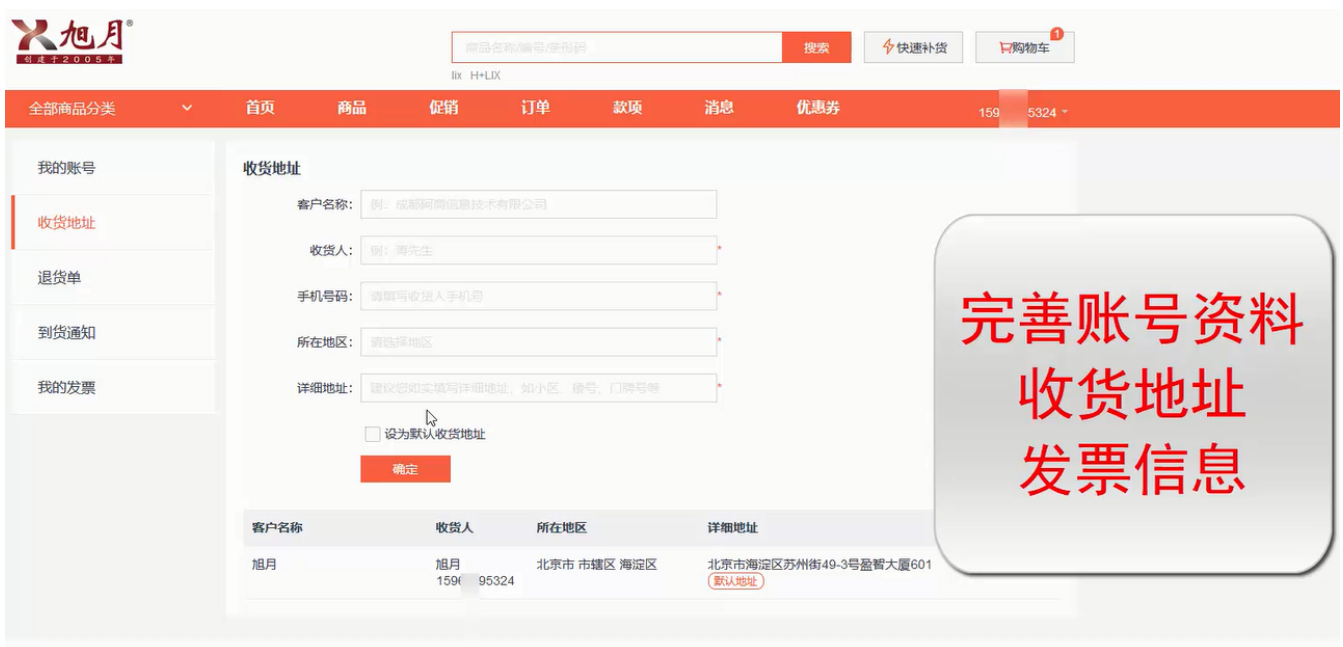 旭月®
创建于2005年
商品名称/编号/条形码
搜索
快速补货
购物车
1
lix H+LIX
全部商品分类
首页 商品 促销 订单 款项 消息 优惠券
159 5324
我的账号
收货地址
退货单
到货通知
我的发票
收货地址
客户名称: 例: 成都阿商信息技术有限公司
收货人: 例: 蒋先生 *
手机号码: 请填写收货人手机号 *
所在地区: 请选择地区 *
详细地址: 建议您如实填写详细地址, 如小区、楼号、门牌号等 *
设为默认收货地址
确定
客户名称 收货人 所在地区 详细地址
旭月 旭月 北京市 市辖区 海淀区 北京市海淀区苏州街49-3号盈智大厦601
159 95324 默认地址
完善账号资料
收货地址
发票信息